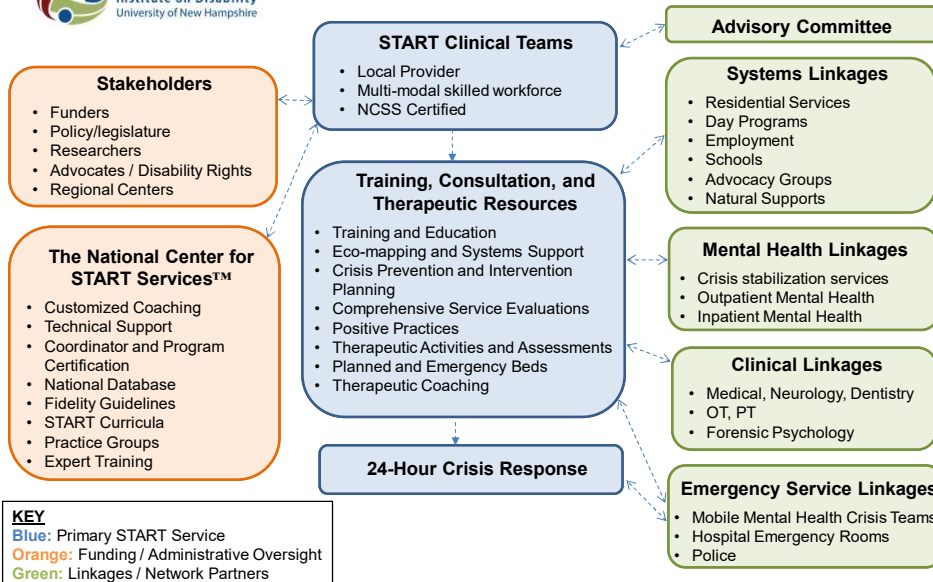 Institute on Disability
University of New Hampshire
START Clinical Teams
• Local Provider
• Multi-modal skilled workforce
• NCSS Certified
Advisory Committee
Stakeholders
• Funders
• Policy/legislature
• Researchers
• Advocates / Disability Rights
• Regional Centers
Systems Linkages
• Residential Services
• Day Programs
• Employment
• Schools
• Advocacy Groups
• Natural Supports
Training, Consultation, and
Therapeutic Resources
• Training and Education
• Eco-mapping and Systems Support
• Crisis Prevention and Intervention
Planning
• Comprehensive Service Evaluations
• Positive Practices
• Therapeutic Activities and Assessments
• Planned and Emergency Beds
• Therapeutic Coaching
The National Center for
START Services™
• Customized Coaching
• Technical Support
• Coordinator and Program
Certification
• National Database
• Fidelity Guidelines
• START Curricula
• Practice Groups
• Expert Training
Mental Health Linkages
• Crisis stabilization services
• Outpatient Mental Health
• Inpatient Mental Health
Clinical Linkages
• Medical, Neurology, Dentistry
• OT, PT
• Forensic Psychology
24-Hour Crisis Response
Emergency Service Linkages
• Mobile Mental Health Crisis Teams
• Hospital Emergency Rooms
• Police
KEY
Blue: Primary START Service
Orange: Funding / Administrative Oversight
Green: Linkages / Network Partners